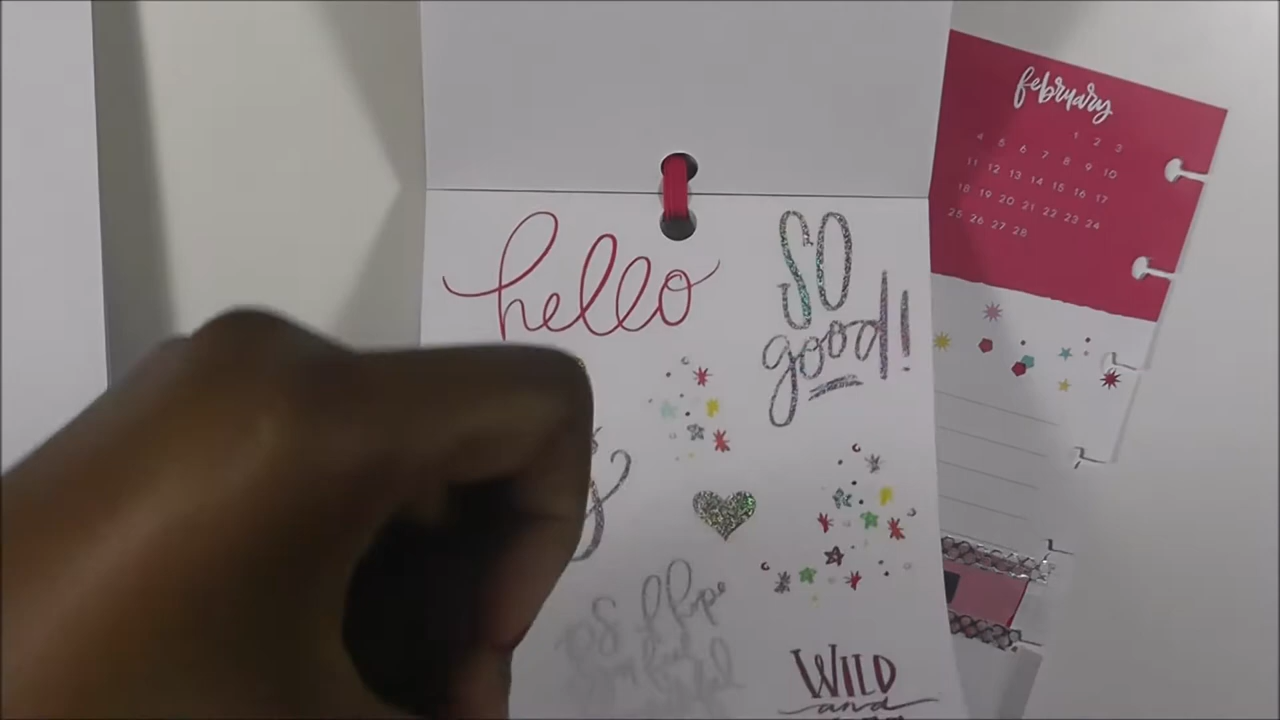 february
1 2 3
4 5 6 7 8 9 10
11 12 13 14 15 16 17
18 19 20 21 22 23 24
25 26 27 28
hello
SO
good!
WILD
and